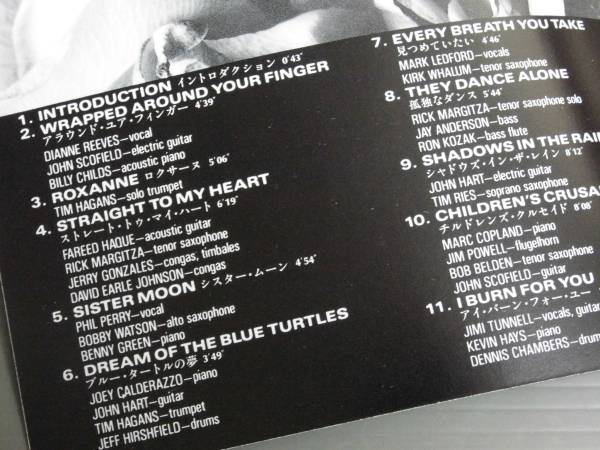 1. INTRODUCTION イントロダクション 0'43"
2. WRAPPED AROUND YOUR FINGER
アラウンド・ユア・フィンガー 4'39"
DIANNE REEVES—vocal
JOHN SCOFIELD—electric guitar
BILLY CHILDS—acoustic piano
3. ROXANNE ロクサーヌ 5'06"
TIM HAGANS—solo trumpet
4. STRAIGHT TO MY HEART
ストレート・トゥ・マイ・ハート 6'19"
FAREED HAQUE—acoustic guitar
RICK MARGITZA—tenor saxophone
JERRY GONZALES—congas, timbales
DAVID EARLE JOHNSON—congas
5. SISTER MOON シスター・ムーン 4'54"
PHIL PERRY—vocal
BOBBY WATSON—alto saxophone
BENNY GREEN—piano
6. DREAM OF THE BLUE TURTLES
ブルー・タートルの夢 3'49"
JOEY CALDERAZZO—piano
JOHN HART—guitar
TIM HAGANS—trumpet
JEFF HIRSHFIELD—drums
7. EVERY BREATH YOU TAKE
見つめていたい 4'46"
MARK LEDFORD—vocals
KIRK WHALUM—tenor saxophone
8. THEY DANCE ALONE
孤独なダンス 5'44"
RICK MARGITZA—tenor saxophone solo
JAY ANDERSON—bass
RON KOZAK—bass flute
9. SHADOWS IN THE RAIN
シャドウズ・イン・ザ・レイン 8'12"
JOHN HART—electric guitar
TIM RIES—soprano saxophone
10. CHILDREN'S CRUSA
チルドレンズ・クルセイド 8'08"
MARC COPLAND—piano
JIM POWELL—flugelhorn
BOB BELDEN—tenor saxophone
JOHN SCOFIELD—guitar
11. I BURN FOR YOU
アイ・バーン・フォー・ユー
JIMI TUNNELL—vocals, guitar
KEVIN HAYS—piano
DENNIS CHAMBERS—drums